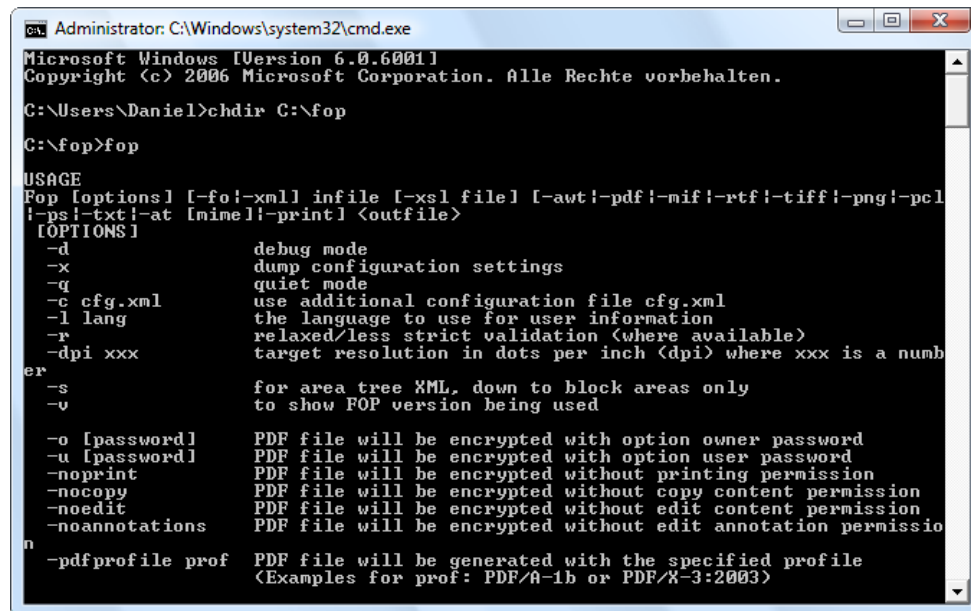 Administrator: C:\Windows\system32\cmd.exe
Microsoft Windows [Version 6.0.6001]
Copyright (c) 2006 Microsoft Corporation. Alle Rechte vorbehalten.
C:\Users\Daniel>chdir C:\fop
C:\fop>fop
USAGE
Fop [options] [-fo|-xml] infile [-xsl file] [-awt|-pdf|-mif|-rtf|-tiff|-png|-pcl
|-ps|-txt|-at [mime]|-print] <outfile>
[OPTIONS]
-d debug mode
-x dump configuration settings
-q quiet mode
-c cfg.xml use additional configuration file cfg.xml
-l lang the language to use for user information
-r relaxed/less strict validation (where available)
-dpi xxx target resolution in dots per inch (dpi) where xxx is a numb
er
-s for area tree XML, down to block areas only
-v to show FOP version being used
-o [password] PDF file will be encrypted with option owner password
-u [password] PDF file will be encrypted with option user password
-noprint PDF file will be encrypted without printing permission
-nocopy PDF file will be encrypted without copy content permission
-noedit PDF file will be encrypted without edit content permission
-noannotations PDF file will be encrypted without edit annotation permissio
n
-pdfprofile prof PDF file will be generated with the specified profile
(Examples for prof: PDF/A-1b or PDF/X-3:2003)